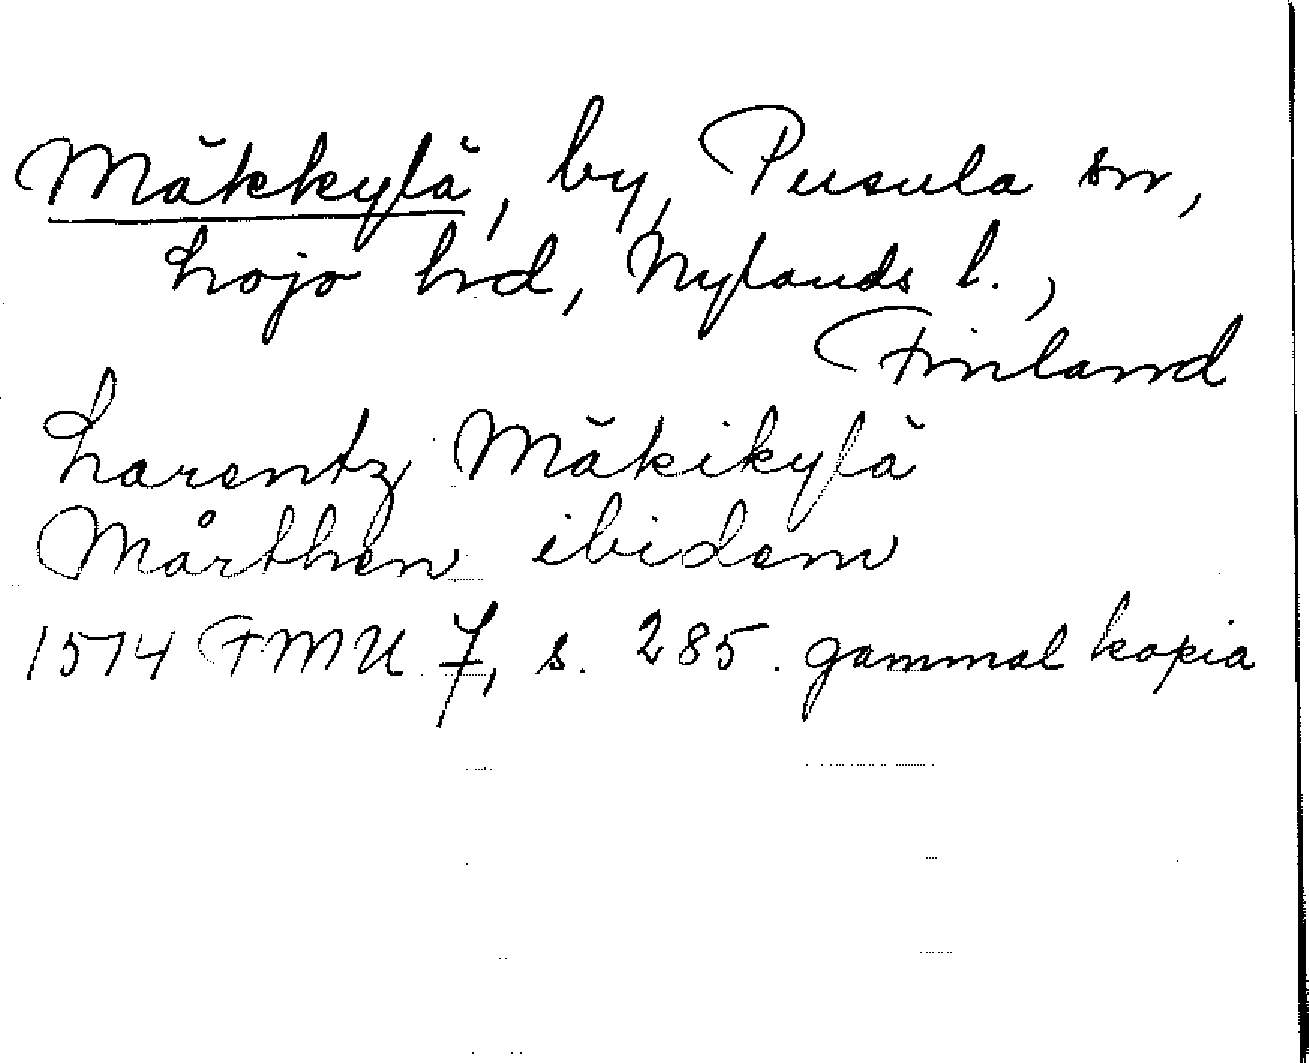 Mäkkylä, by, Pusula sn,
Lojo hd, Nylands l.,
Finland
Larentz Mäkikylä
Mårthen ibidem
1574 FMU 7, s. 285. gammal kopia